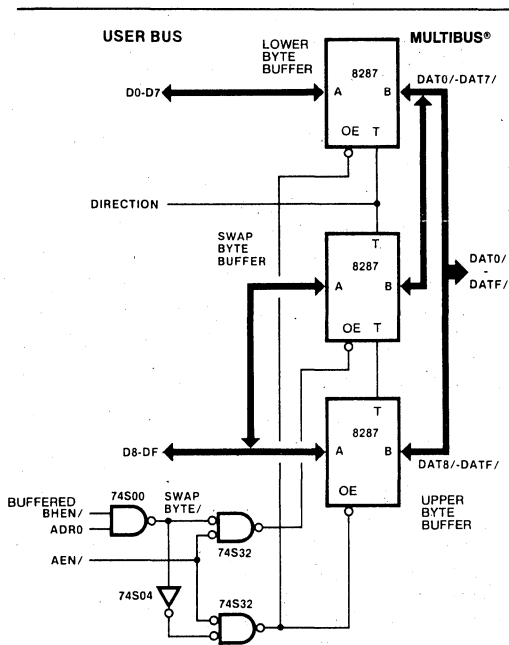 USER BUS
MULTIBUS®
LOWER
BYTE
BUFFER
8287
A
B
OE
T
D0-D7
DAT0/-DAT7/
DIRECTION
SWAP
BYTE
BUFFER
T
8287
A
B
OE
T
DAT0/
-
DATF/
T
8287
A
B
OE
D8-DF
DAT8/-DATF/
UPPER
BYTE
BUFFER
BUFFERED
BHEN/
ADR0
74S00
SWAP
BYTE/
74S32
AEN/
74S04
74S32